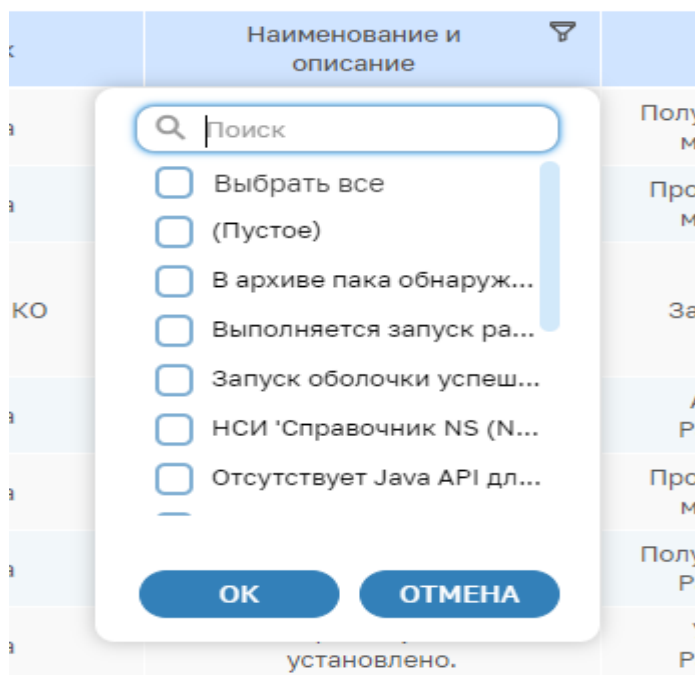 Наименование и
описание
Поиск
Выбрать все
(Пустое)
В архиве пака обнаруж...
Выполняется запуск ра...
Запуск оболочки успеш...
НСИ 'Справочник NS (N...
Отсутствует Java API дл...
ОК
ОТМЕНА
КО
установлено.